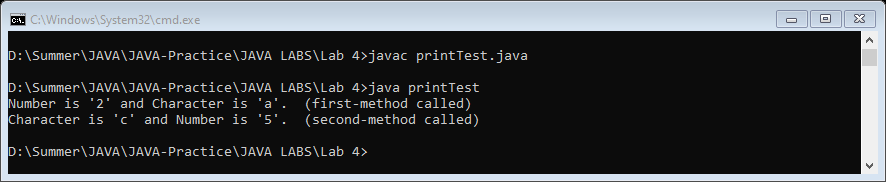 C:\Windows\System32\cmd.exe
D:\Summer\JAVA\JAVA-Practice\JAVA LABS\Lab 4>javac printTest.java
D:\Summer\JAVA\JAVA-Practice\JAVA LABS\Lab 4>java printTest
Number is '2' and Character is 'a'.  (first-method called)
Character is 'c' and Number is '5'.  (second-method called)
D:\Summer\JAVA\JAVA-Practice\JAVA LABS\Lab 4>